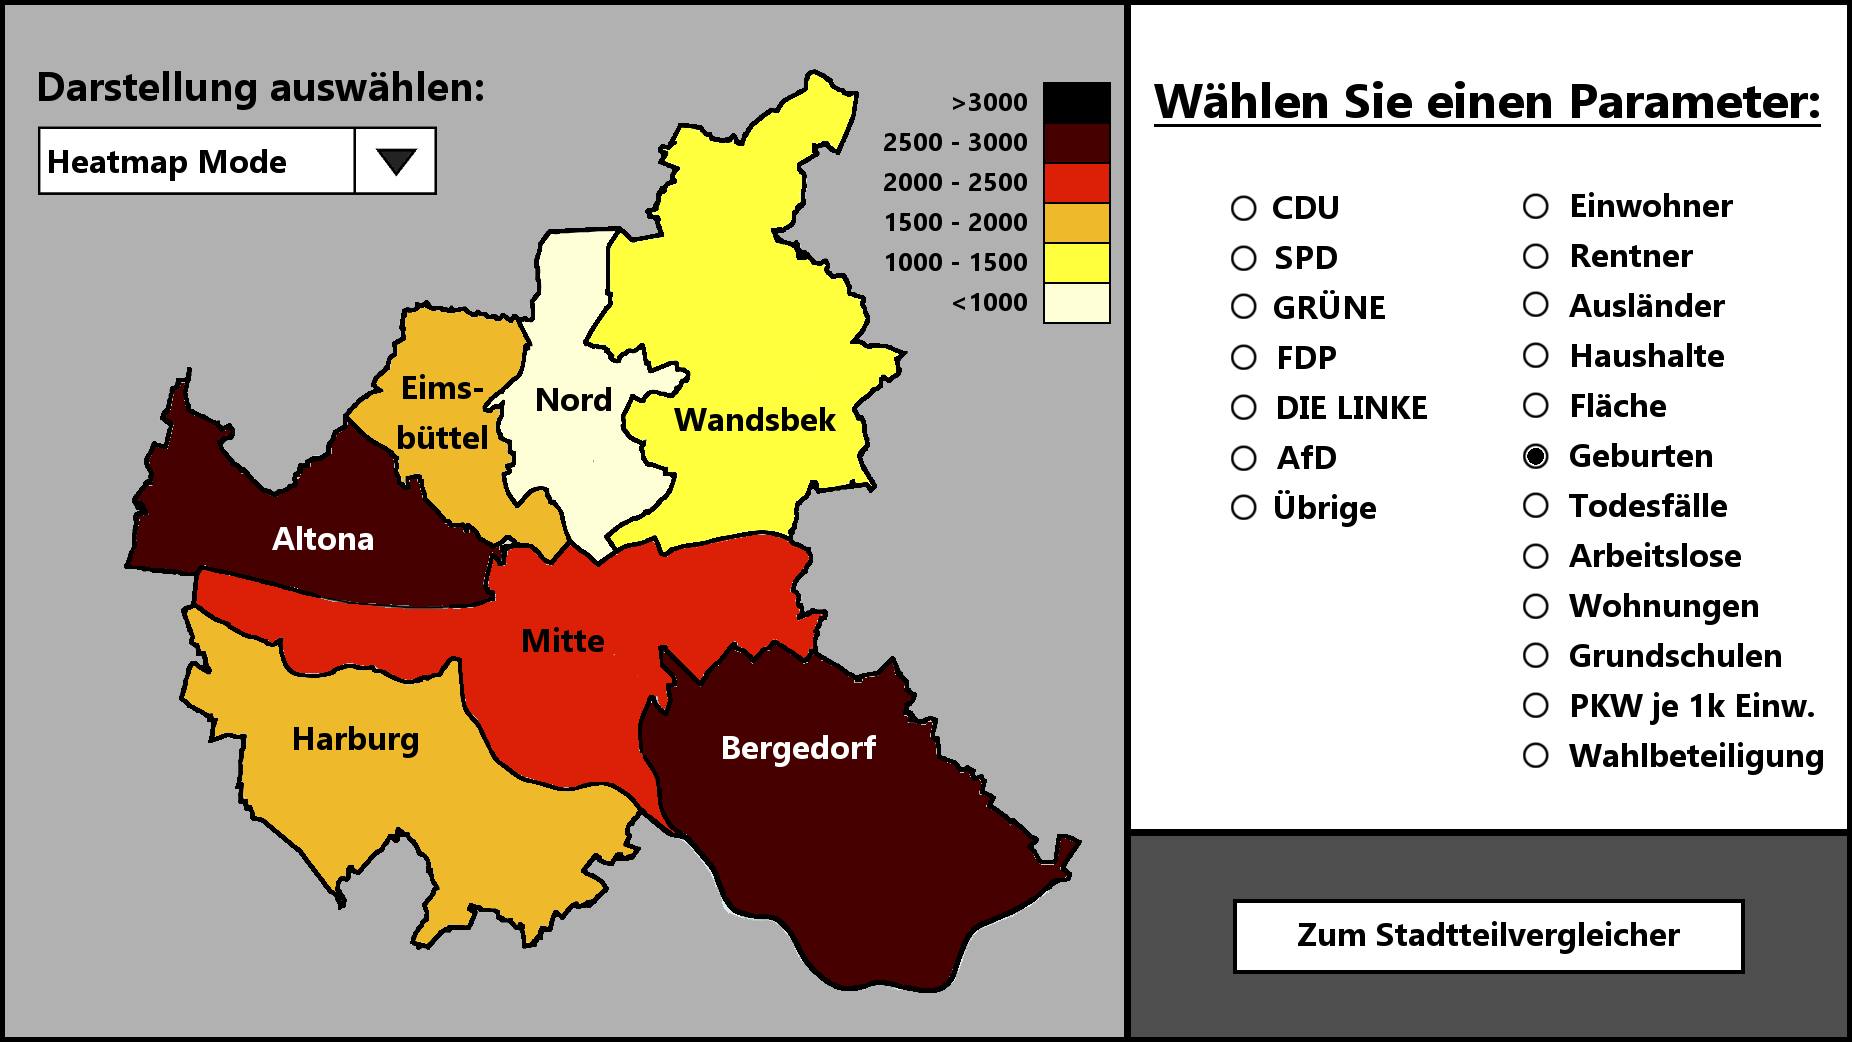 Darstellung auswählen:
Heatmap Mode
>3000
2500 - 3000
2000 - 2500
1500 - 2000
1000 - 1500
<1000
Eims-
büttel
Nord
Wandsbek
Altona
Mitte
Harburg
Bergedorf
Wählen Sie einen Parameter:
CDU
SPD
GRÜNE
FDP
DIE LINKE
AfD
Übrige
Einwohner
Rentner
Ausländer
Haushalte
Fläche
Geburten
Todesfälle
Arbeitslose
Wohnungen
Grundschulen
PKW je 1k Einw.
Wahlbeteiligung
Zum Stadtteilvergleicher